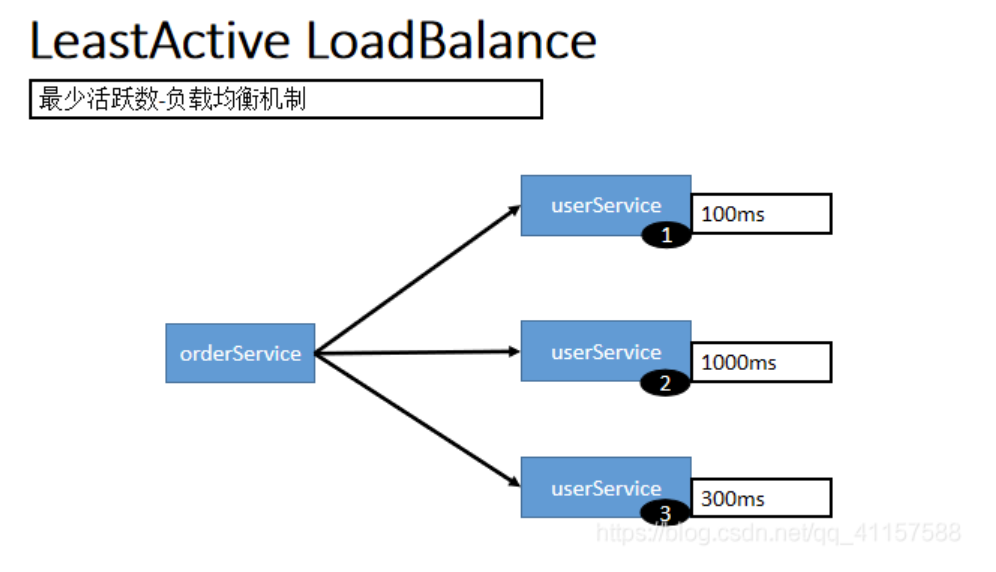 LeastActive LoadBalance
最少活跃数-负载均衡机制
userService
100ms
1
orderService
userService
1000ms
2
userService
300ms
3
https://blog.csdn.net/qq_41157588